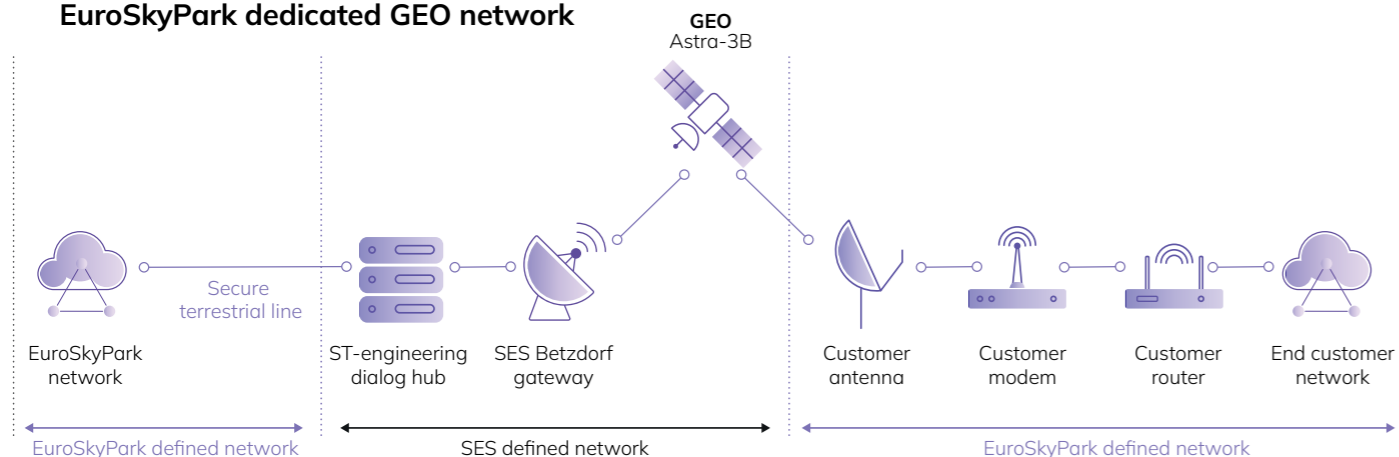 EuroSkyPark dedicated GEO network
GEO
Astra-3B
Secure
terrestrial line
EuroSkyPark
network
ST-engineering
dialog hub
SES Betzdorf
gateway
Customer
antenna
Customer
modem
Customer
router
End customer
network
EuroSkyPark defined network
SES defined network
EuroSkyPark defined network